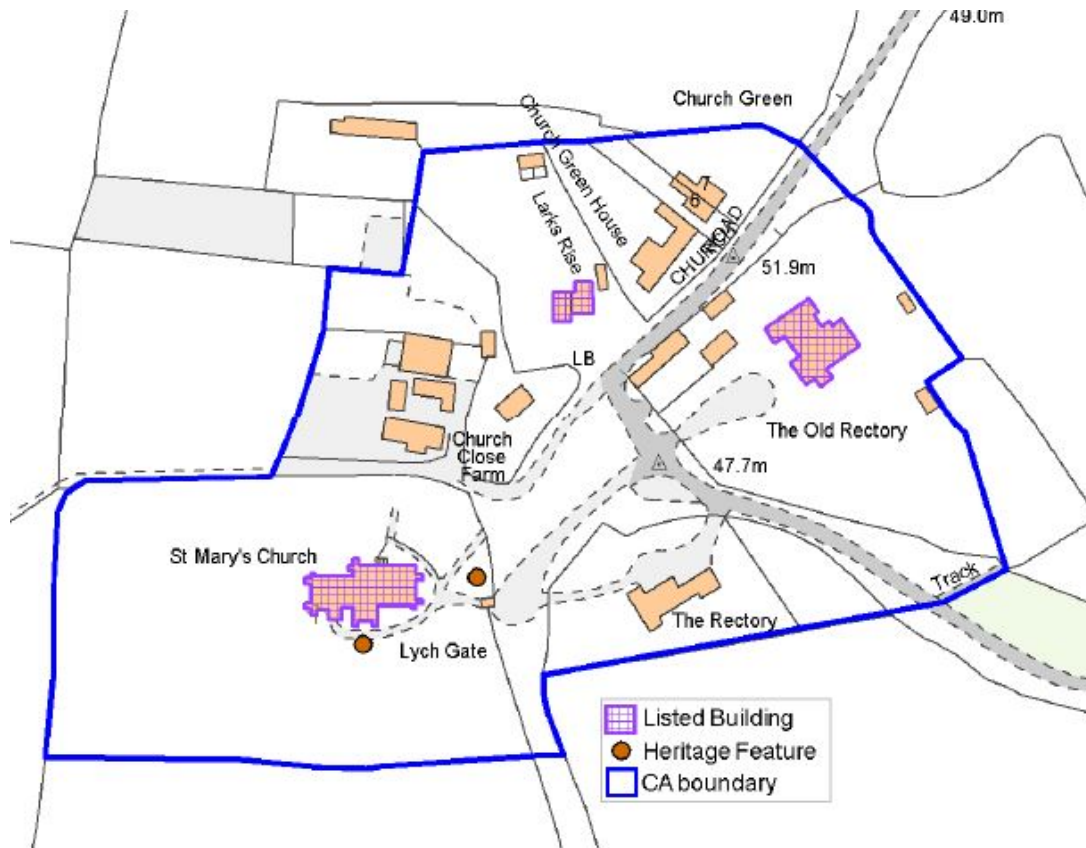 49.0m
Church Green
Church Green House
7
6
Larks Rise
CHURCH
ROAD
51.9m
LB
The Old Rectory
Church
Close
Farm
47.7m
St Mary's Church
Track
The Rectory
Lych Gate
Listed Building
Heritage Feature
CA boundary